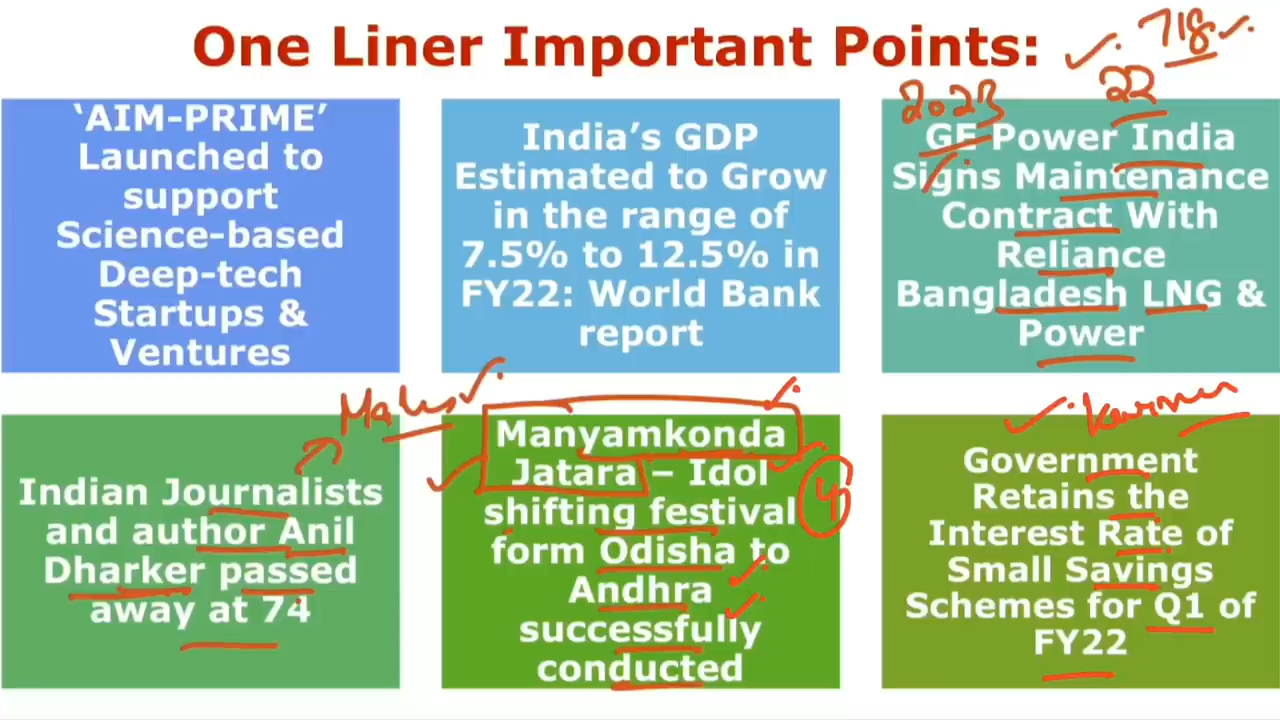 One Liner Important Points:
718
22
2023
‘AIM-PRIME’
Launched to
support
Science-based
Deep-tech
Startups &
Ventures
India’s GDP
Estimated to Grow
in the range of
7.5% to 12.5% in
FY22: World Bank
report
GE Power India
Signs Maintenance
Contract With
Reliance
Bangladesh LNG &
Power
Indian Journalists
and author Anil
Dharker passed
away at 74
Manyamkonda
Jatara – Idol
shifting festival
form Odisha to
Andhra
successfully
conducted
4
Government
Retains the
Interest Rate of
Small Savings
Schemes for Q1 of
FY22